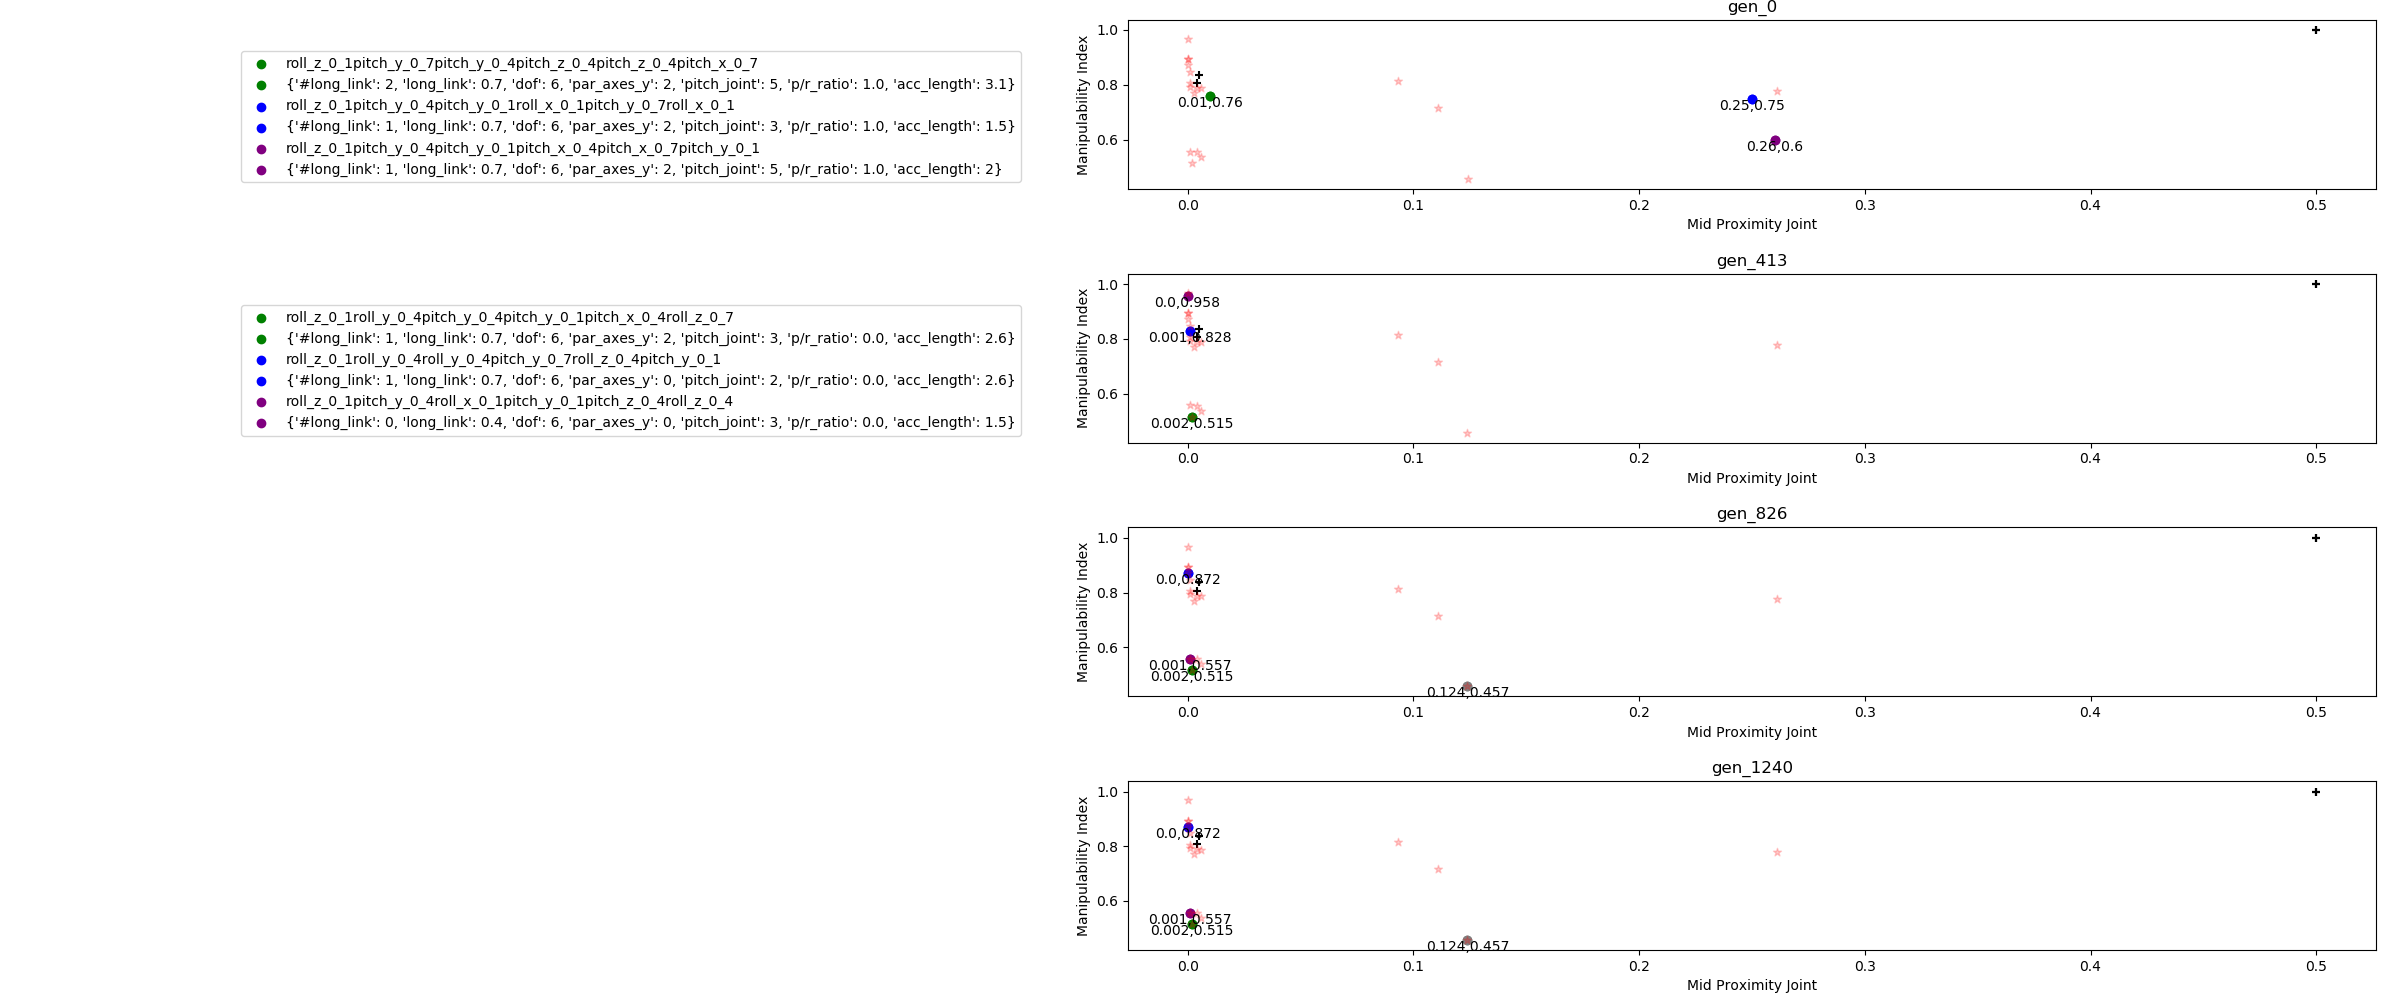 roll_z_0_1pitch_y_0_7pitch_y_0_4pitch_z_0_4pitch_z_0_4pitch_x_0_7
{'#long_link': 2, 'long_link': 0.7, 'dof': 6, 'par_axes_y': 2, 'pitch_joint': 5, 'p/r_ratio': 1.0, 'acc_length': 3.1}
roll_z_0_1pitch_y_0_4pitch_y_0_1roll_x_0_1pitch_y_0_7roll_x_0_1
{'#long_link': 1, 'long_link': 0.7, 'dof': 6, 'par_axes_y': 2, 'pitch_joint': 3, 'p/r_ratio': 1.0, 'acc_length': 1.5}
roll_z_0_1pitch_y_0_4pitch_y_0_1pitch_x_0_4pitch_x_0_7pitch_y_0_1
{'#long_link': 1, 'long_link': 0.7, 'dof': 6, 'par_axes_y': 2, 'pitch_joint': 5, 'p/r_ratio': 1.0, 'acc_length': 2}
gen_0
Manipulability Index
1.0
0.8
0.6
0.01,0.76
0.25,0.75
0.26,0.6
0.0 0.1 0.2 0.3 0.4 0.5
Mid Proximity Joint
roll_z_0_1roll_y_0_4pitch_y_0_4pitch_y_0_1pitch_x_0_4roll_z_0_7
{'#long_link': 1, 'long_link': 0.7, 'dof': 6, 'par_axes_y': 2, 'pitch_joint': 3, 'p/r_ratio': 0.0, 'acc_length': 2.6}
roll_z_0_1roll_y_0_4roll_y_0_4pitch_y_0_7roll_z_0_4pitch_y_0_1
{'#long_link': 1, 'long_link': 0.7, 'dof': 6, 'par_axes_y': 0, 'pitch_joint': 2, 'p/r_ratio': 0.0, 'acc_length': 2.6}
roll_z_0_1pitch_y_0_4roll_x_0_1pitch_y_0_1pitch_z_0_4roll_z_0_4
{'#long_link': 0, 'long_link': 0.4, 'dof': 6, 'par_axes_y': 0, 'pitch_joint': 3, 'p/r_ratio': 0.0, 'acc_length': 1.5}
gen_413
Manipulability Index
1.0
0.8
0.6
0.0,0.958
0.001,0.828
0.002,0.515
0.0 0.1 0.2 0.3 0.4 0.5
Mid Proximity Joint
gen_826
Manipulability Index
1.0
0.8
0.6
0.0,0.872
0.001,0.557
0.002,0.515
0.124,0.457
0.0 0.1 0.2 0.3 0.4 0.5
Mid Proximity Joint
gen_1240
Manipulability Index
1.0
0.8
0.6
0.0,0.872
0.001,0.557
0.002,0.515
0.124,0.457
0.0 0.1 0.2 0.3 0.4 0.5
Mid Proximity Joint